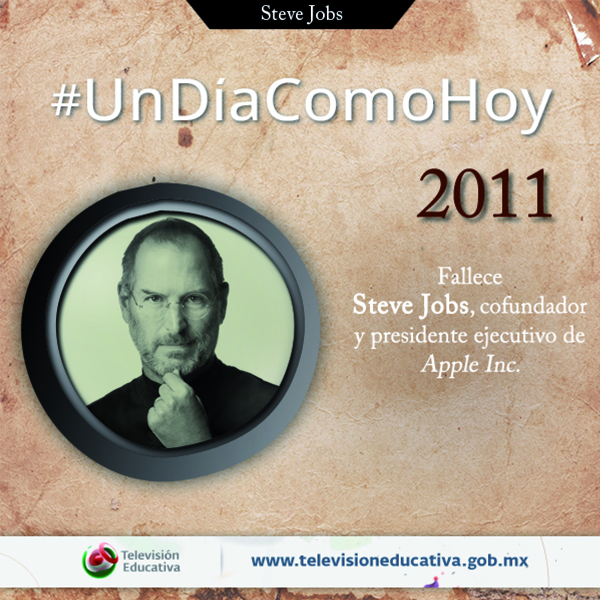 Steve Jobs
#UnDíaComoHoy
2011
Fallece
Steve Jobs, cofundador
y presidente ejecutivo de
Apple Inc.
Televisión
Educativa
www.televisioneducativa.gob.mx